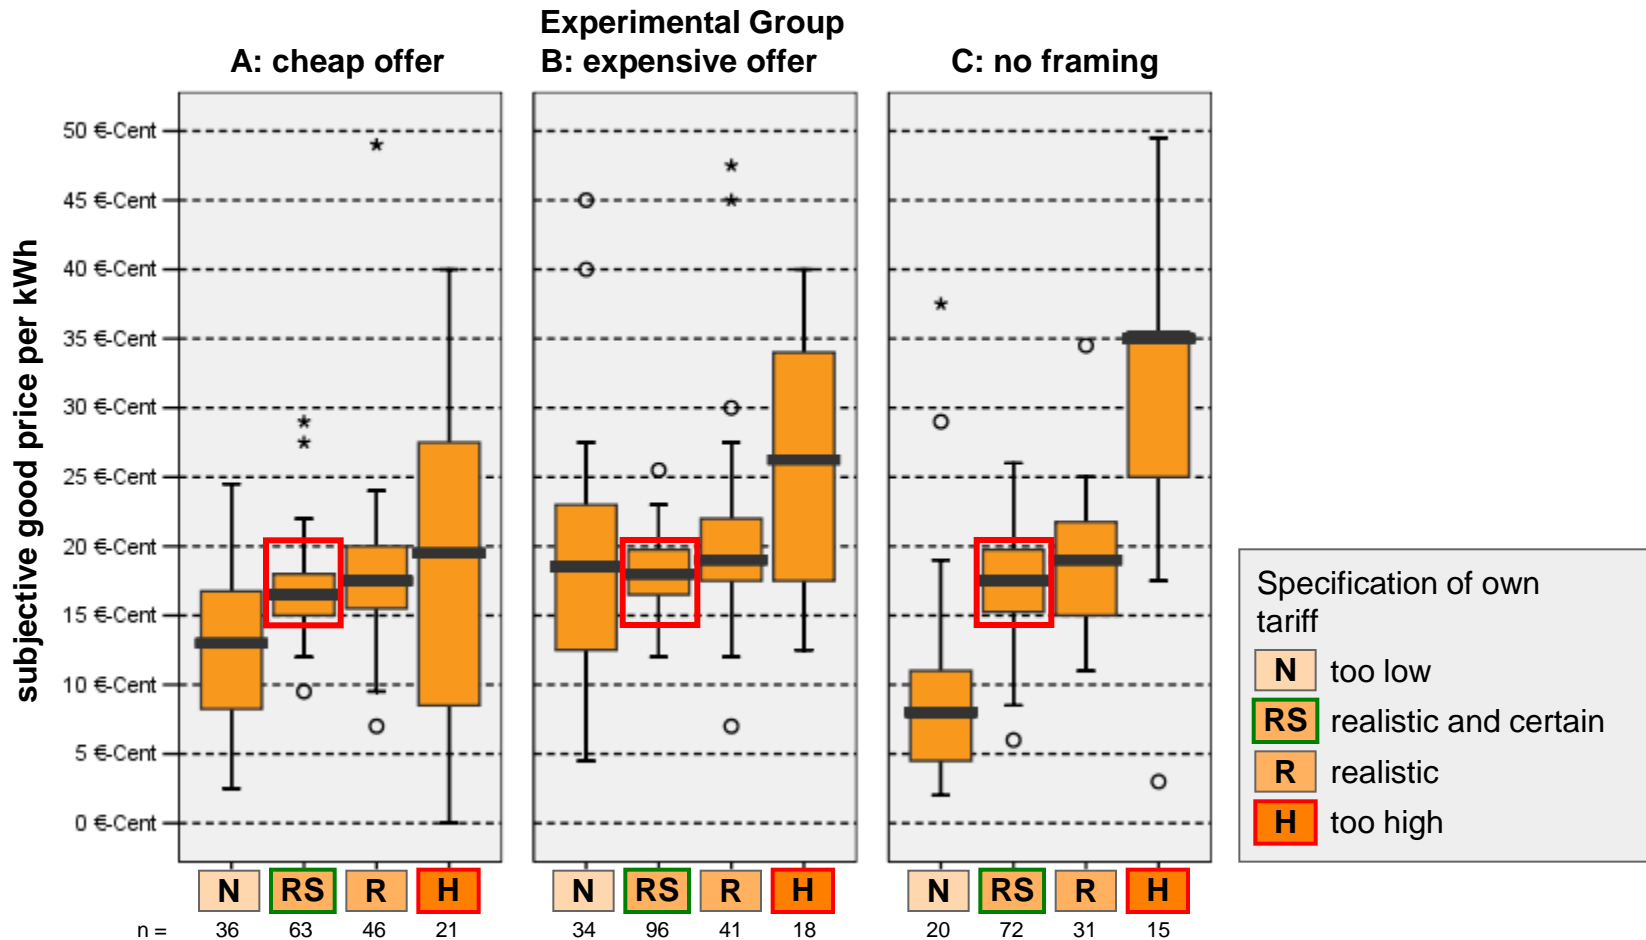 Experimental Group
A: cheap offer
B: expensive offer
C: no framing
subjective good price per kWh
50 €-Cent
45 €-Cent
40 €-Cent
35 €-Cent
30 €-Cent
25 €-Cent
20 €-Cent
15 €-Cent
10 €-Cent
5 €-Cent
0 €-Cent
N RS R H N RS R H N RS R H
n = 36 63 46 21 34 96 41 18 20 72 31 15
Specification of own
tariff
N too low
RS realistic and certain
R realistic
H too high